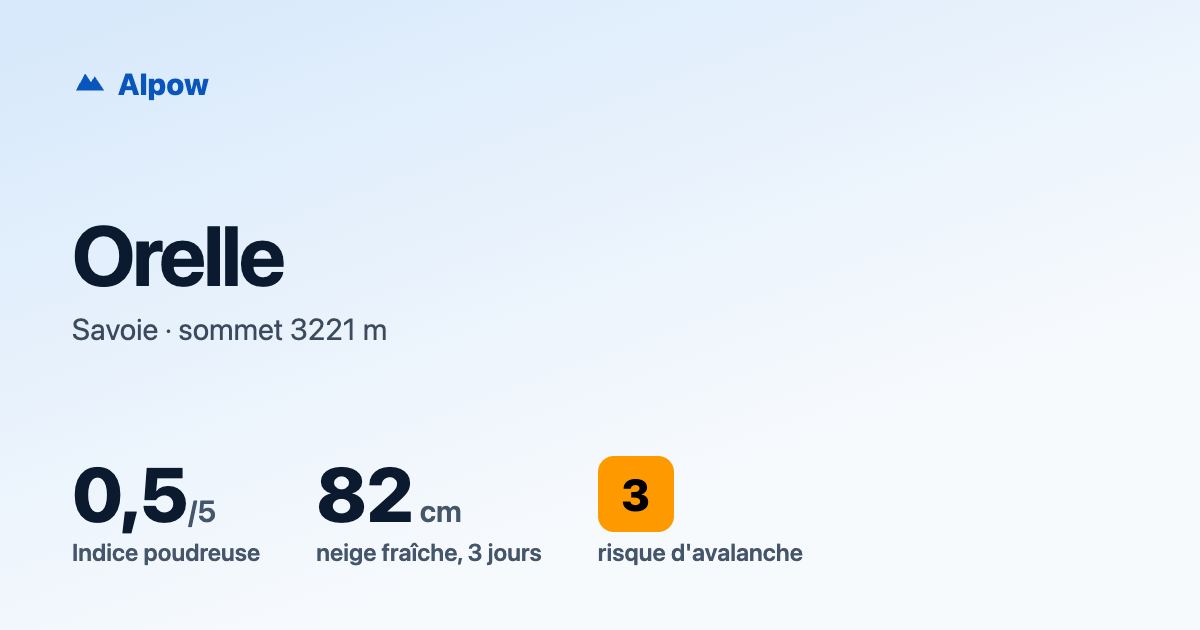 Alpow
Orelle
Savoie · sommet 3221 m
0,5/5
Indice poudreuse
82 cm
neige fraîche, 3 jours
3
risque d'avalanche